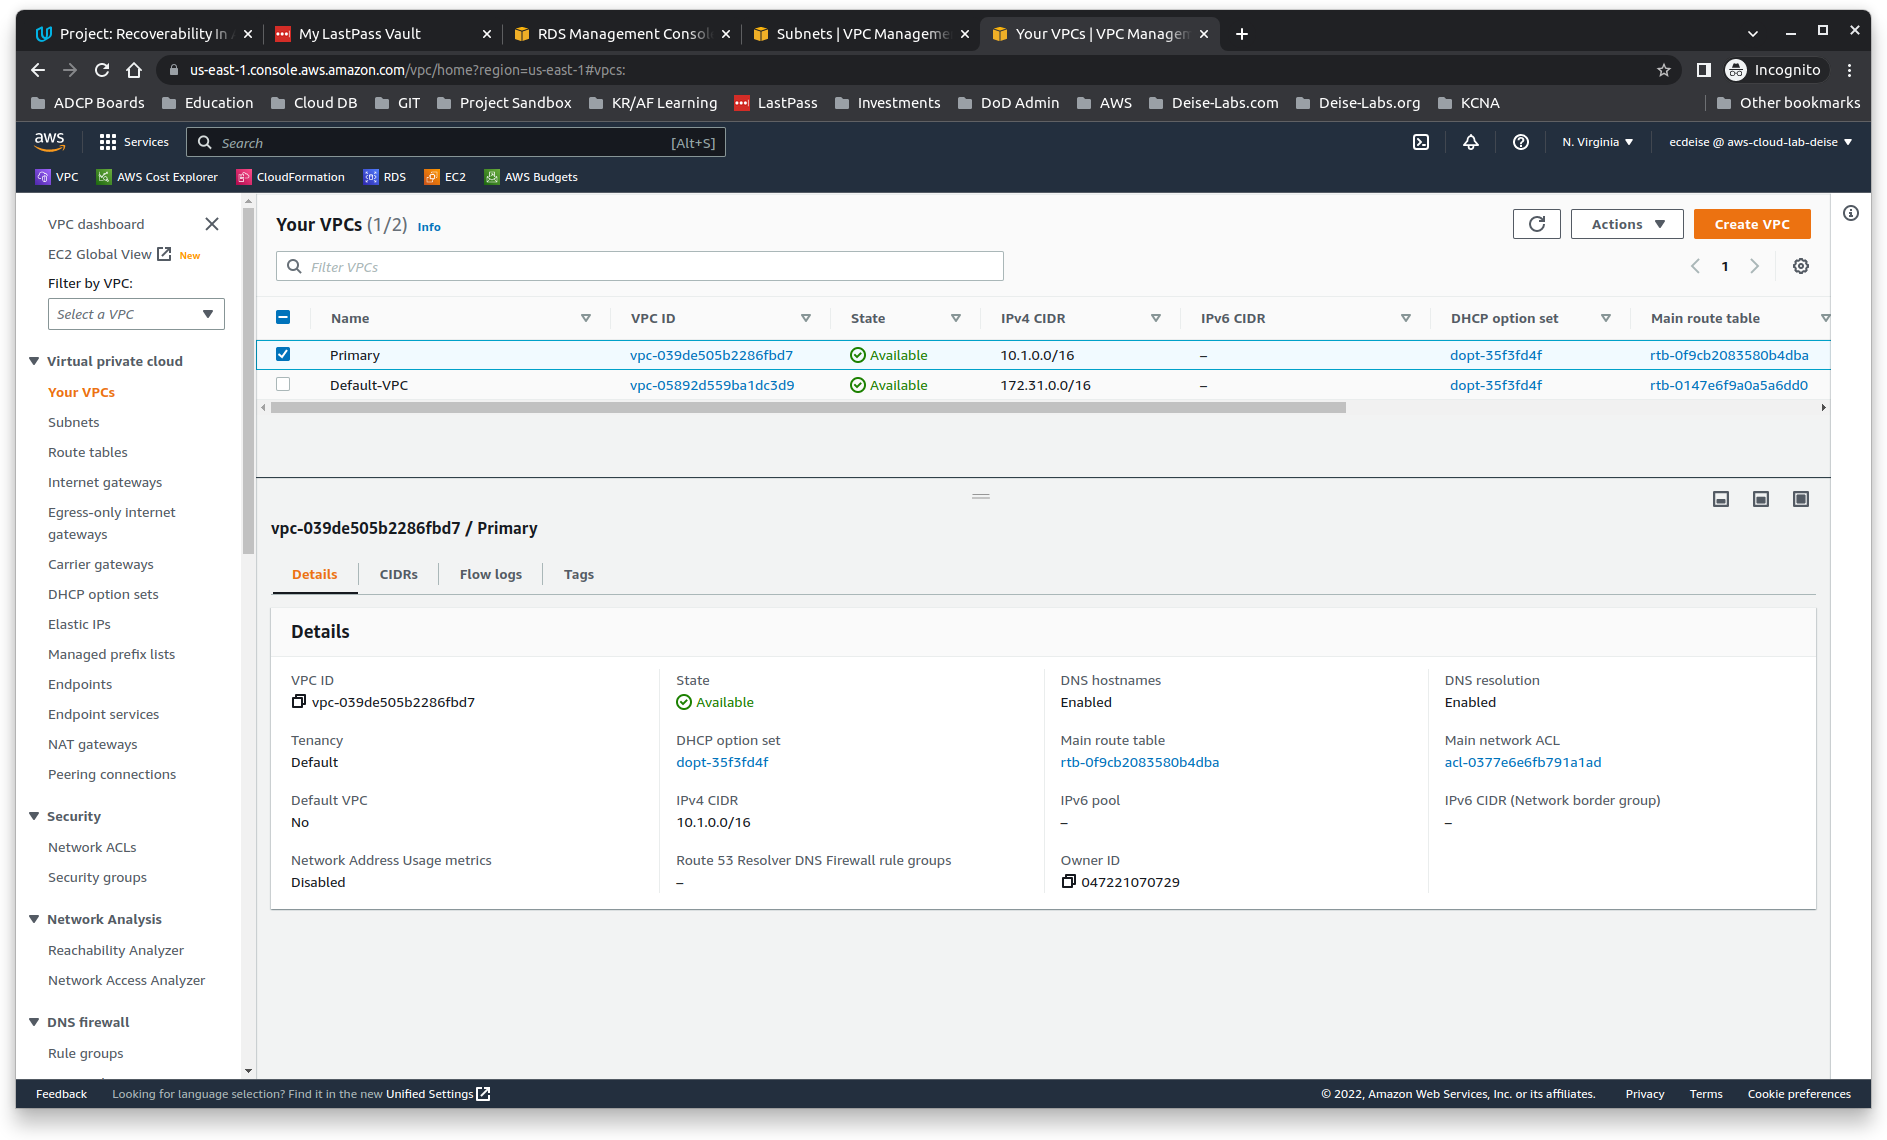 Project: Recoverability In A
My LastPass Vault
RDS Management Consol
Subnets | VPC Manageme
Your VPCs | VPC Managem
us-east-1.console.aws.amazon.com/vpc/home?region=us-east-1#vpcs:
Incognito
ADCP Boards Education Cloud DB GIT Project Sandbox KR/AF Learning LastPass Investments DoD Admin AWS Deise-Labs.com Deise-Labs.org KCNA Other bookmarks
aws Services Search [Alt+S] N. Virginia ecdeise @ aws-cloud-lab-deise
VPC AWS Cost Explorer CloudFormation RDS EC2 AWS Budgets
VPC dashboard
EC2 Global View New
Filter by VPC:
Select a VPC
Virtual private cloud
Your VPCs
Subnets
Route tables
Internet gateways
Egress-only internet
gateways
Carrier gateways
DHCP option sets
Elastic IPs
Managed prefix lists
Endpoints
Endpoint services
NAT gateways
Peering connections
Security
Network ACLs
Security groups
Network Analysis
Reachability Analyzer
Network Access Analyzer
DNS firewall
Rule groups
Your VPCs (1/2) Info
Actions
Create VPC
Filter VPCs
1
Name VPC ID State IPv4 CIDR IPv6 CIDR DHCP option set Main route table
Primary vpc-039de505b2286fbd7 Available 10.1.0.0/16 – dopt-35f3fd4f rtb-0f9cb2083580b4dba
Default-VPC vpc-05892d559ba1dc3d9 Available 172.31.0.0/16 – dopt-35f3fd4f rtb-0147e6f9a0a5a6dd0
vpc-039de505b2286fbd7 / Primary
Details CIDRs Flow logs Tags
Details
VPC ID State DNS hostnames DNS resolution
vpc-039de505b2286fbd7 Available Enabled Enabled
Tenancy DHCP option set Main route table Main network ACL
Default dopt-35f3fd4f rtb-0f9cb2083580b4dba acl-0377e6e6fb791a1ad
Default VPC IPv4 CIDR IPv6 pool IPv6 CIDR (Network border group)
No 10.1.0.0/16 – –
Network Address Usage metrics Route 53 Resolver DNS Firewall rule groups Owner ID
Disabled – 047221070729
Feedback Looking for language selection? Find it in the new Unified Settings © 2022, Amazon Web Services, Inc. or its affiliates. Privacy Terms Cookie preferences